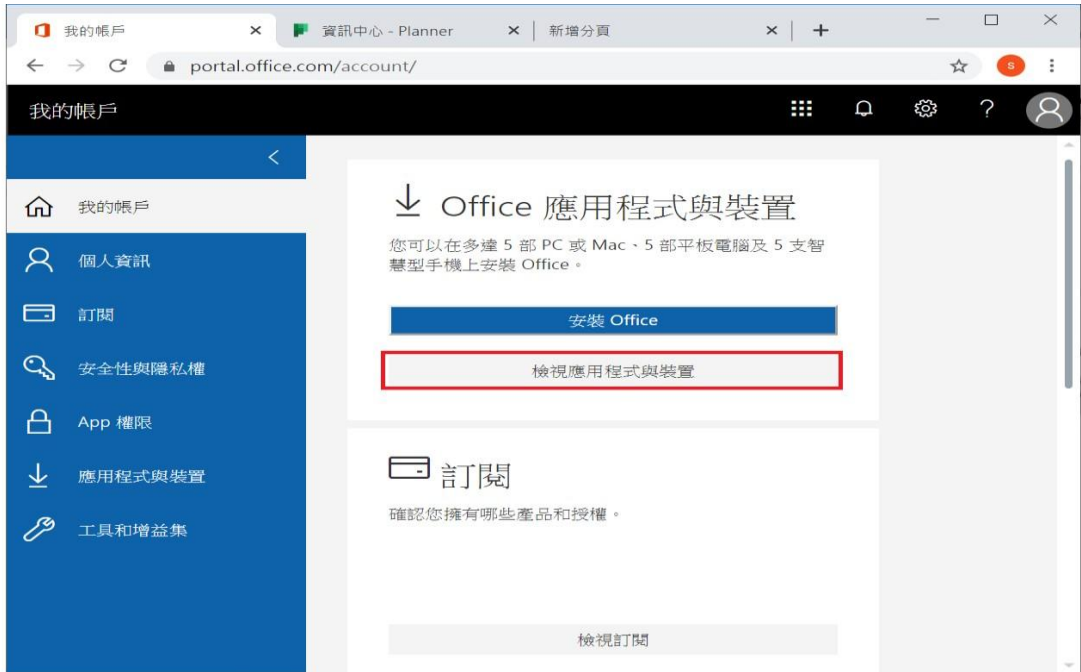 我的帳戶
資訊中心 - Planner
新增分頁
portal.office.com/account/
s
我的帳戶
我的帳戶
個人資訊
訂閱
安全性與隱私權
App 權限
應用程式與裝置
工具和增益集
Office 應用程式與裝置
您可以在多達 5 部 PC 或 Mac、5 部平板電腦及 5 支智
慧型手機上安裝 Office。
安裝 Office
檢視應用程式與裝置
訂閱
確認您擁有哪些產品和授權。
檢視訂閱